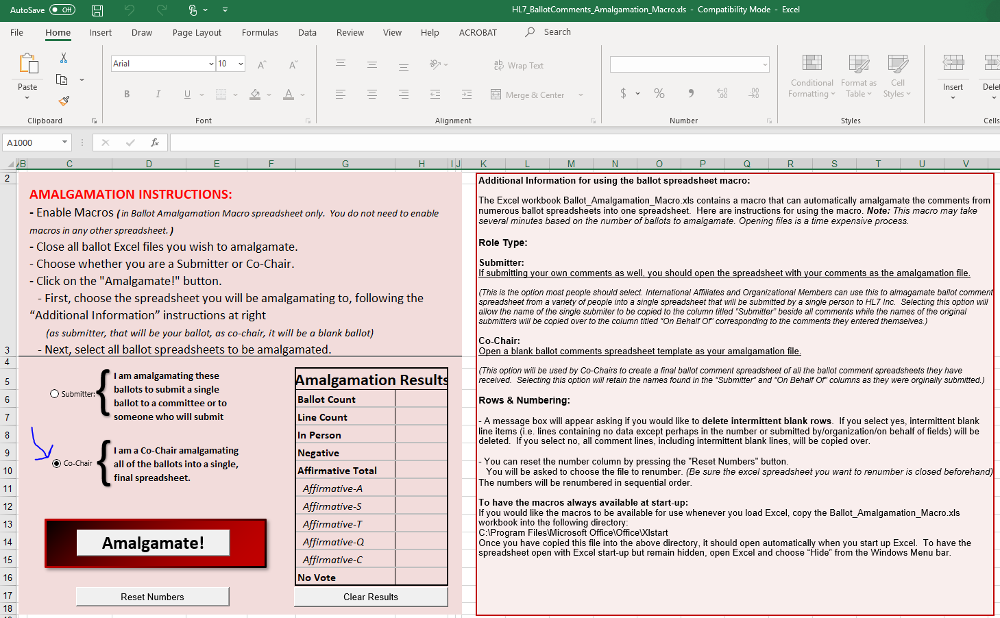 AutoSave Off
HL7_BallotComments_Amalgamation_Macro.xls - Compatibility Mode - Excel
File Home Insert Draw Page Layout Formulas Data Review View Help ACROBAT Search
Arial 10
ab Wrap Text
Paste
B I U A
Merge & Center
$ % 9
Conditional Formatting
Format as Table
Cell Styles
Insert
Delet
Clipboard Font Alignment Number Styles Cells
A1000 fx
A B C D E F G H I J K L M N O P Q R S T U V
2
AMALGAMATION INSTRUCTIONS:
- Enable Macros (in Ballot Amalgamation Macro spreadsheet only. You do not need to enable
macros in any other spreadsheet.)
- Close all ballot Excel files you wish to amalgamate.
- Choose whether you are a Submitter or Co-Chair.
- Click on the "Amalgamate!" button.
- First, choose the spreadsheet you will be amalgamating to, following the
“Additional Information” instructions at right
(as submitter, that will be your ballot, as co-chair, it will be a blank ballot)
- Next, select all ballot spreadsheets to be amalgamated.
3
4
5
6
7
8
9
10
11
12
13
14
15
16
17
18
Submitter:
I am amalgamating these
ballots to submit a single
ballot to a committee or to
someone who will submit
Co-Chair
I am a Co-Chair amalgamating
all of the ballots into a single,
final spreadsheet.
Amalgamate!
Reset Numbers
Amalgamation Results
Ballot Count
Line Count
In Person
Negative
Affirmative Total
Affirmative-A
Affirmative-S
Affirmative-T
Affirmative-Q
Affirmative-C
No Vote
Clear Results
Additional Information for using the ballot spreadsheet macro:
The Excel workbook Ballot_Amalgamation_Macro.xls contains a macro that can automatically amalgamate the comments from
numerous ballot spreadsheets into one spreadsheet. Here are instructions for using the macro. Note: This macro may take
several minutes based on the number of ballots to amalgamate. Opening files is a time expensive process.
Role Type:
Submitter:
If submitting your own comments as well, you should open the spreadsheet with your comments as the amalgamation file.
(This is the option most people should select. International Affiliates and Organizational Members can use this to almagamate ballot comment
spreadsheet from a variety of people into a single spreadsheet that will be submitted by a single person to HL7 Inc. Selecting this option will
allow the name of the single submiter to be copied to the column titled “Submitter” beside all comments while the names of the original
submitters will be copied over to the column titled “On Behalf Of” corresponding to the comments they entered themselves.)
Co-Chair:
Open a blank ballot comments spreadsheet template as your amalgamation file.
(This option will be used by Co-Chairs to create a final ballot comment spreadsheet of all the ballot comment spreadsheets they have
received. Selecting this option will retain the names found in the “Submitter” and “On Behalf Of” columns as they were orginally submitted.)
Rows & Numbering:
- A message box will appear asking if you would like to delete intermittent blank rows. If you select yes, intermittent blank
line items (i.e. lines containing no data except perhaps in the number or submitted by/organization/on behalf of fields) will be
deleted. If you select no, all comment lines, including intermittent blank lines, will be copied over.
- You can reset the number column by pressing the "Reset Numbers" button.
You will be asked to choose the file to renumber. (Be sure the excel spreadsheet you want to renumber is closed beforehand)
The numbers will be renumbered in sequential order.
To have the macros always available at start-up:
If you would like the macros to be available for use whenever you load Excel, copy the Ballot_Amalgamation_Macro.xls
workbook into the following directory:
C:\Program Files\Microsoft Office\Office\Xlstart
Once you have copied this file into the above directory, it should open automatically when you start up Excel. To have the
spreadsheet open with Excel start-up but remain hidden, open Excel and choose “Hide” from the Windows Menu bar.